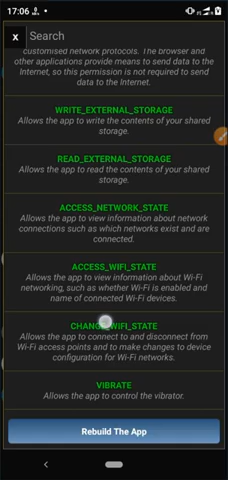 17:06
x Search
customised network protocols. The browser and
other applications provide means to send data to the
Internet, so this permission is not required to send
data to the Internet.
WRITE_EXTERNAL_STORAGE
Allows the app to write the contents of your shared
storage.
READ_EXTERNAL_STORAGE
Allows the app to read the contents of your shared
storage.
ACCESS_NETWORK_STATE
Allows the app to view information about network
connections such as which networks exist and are
connected.
ACCESS_WIFI_STATE
Allows the app to view information about Wi-Fi
networking, such as whether Wi-Fi is enabled and
name of connected Wi-Fi devices.
CHANGE_WIFI_STATE
Allows the app to connect to and disconnect from
Wi-Fi access points and to make changes to device
configuration for Wi-Fi networks.
VIBRATE
Allows the app to control the vibrator.
Rebuild The App